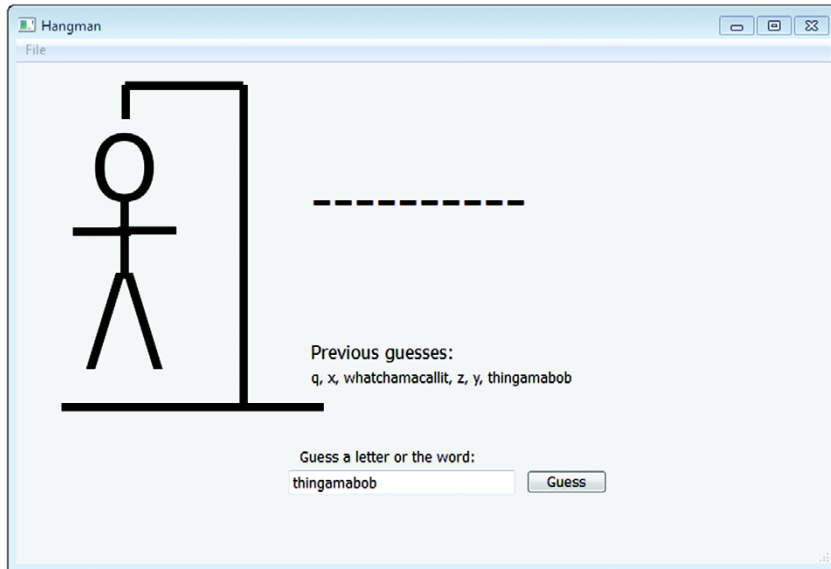 Hangman
File
----------
Previous guesses:
q, x, whatchamacallit, z, y, thingamabob
Guess a letter or the word:
thingamabob
Guess